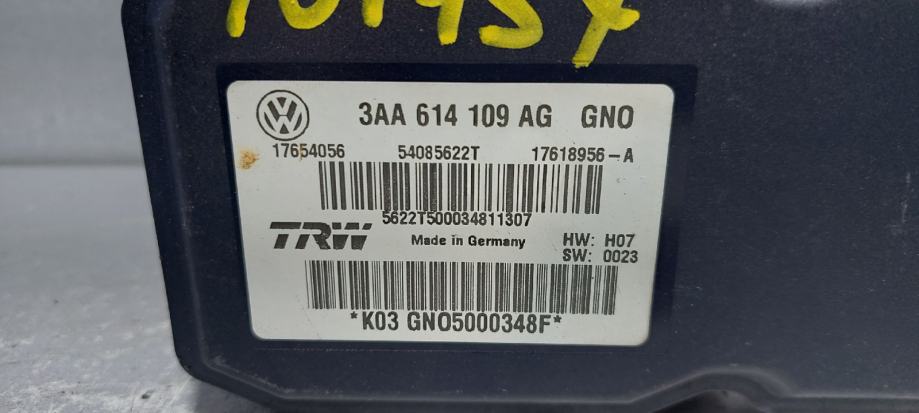 3AA 614 109 AG GNO
17654056 54085622T 17618956-A
5622T500034811307
TRW Made in Germany HW: H07
SW: 0023
*K03 GNO5000348F*